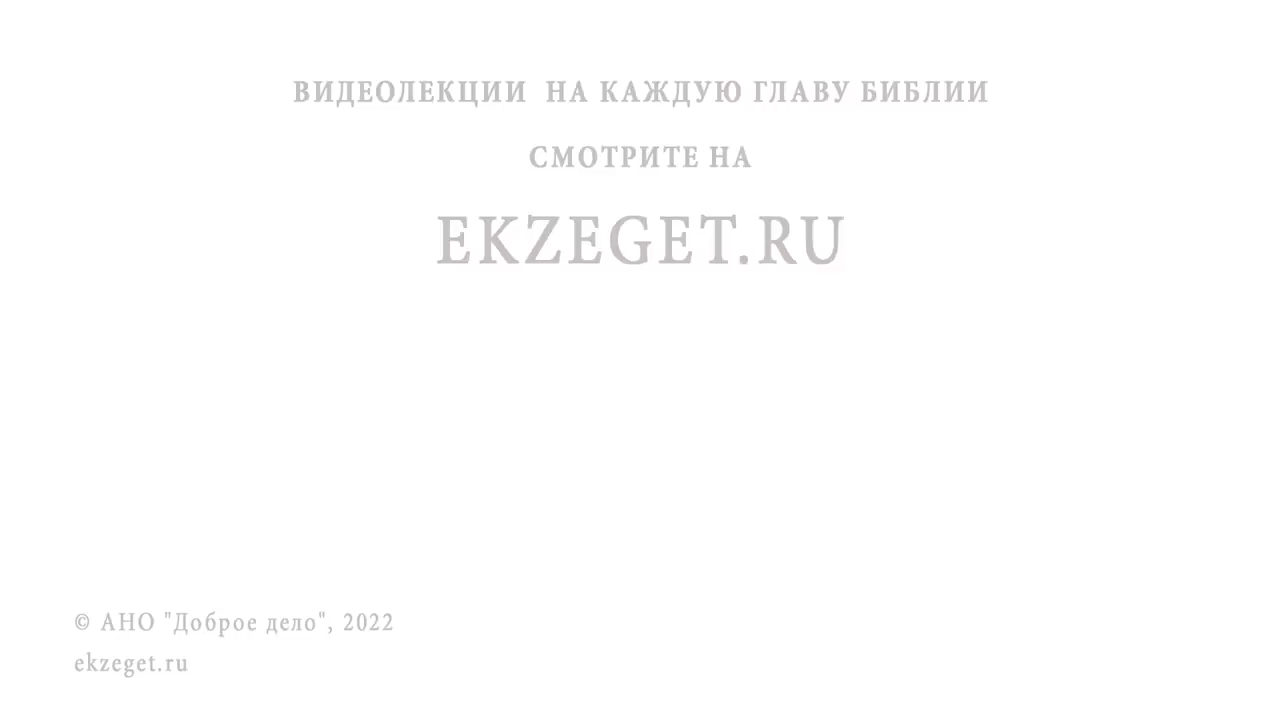 ВИДЕОЛЕКЦИИ НА КАЖДУЮ ГЛАВУ БИБЛИИ
СМОТРИТЕ НА
EKZEGET.RU
© АНО "Доброе дело", 2022
ekzeget.ru